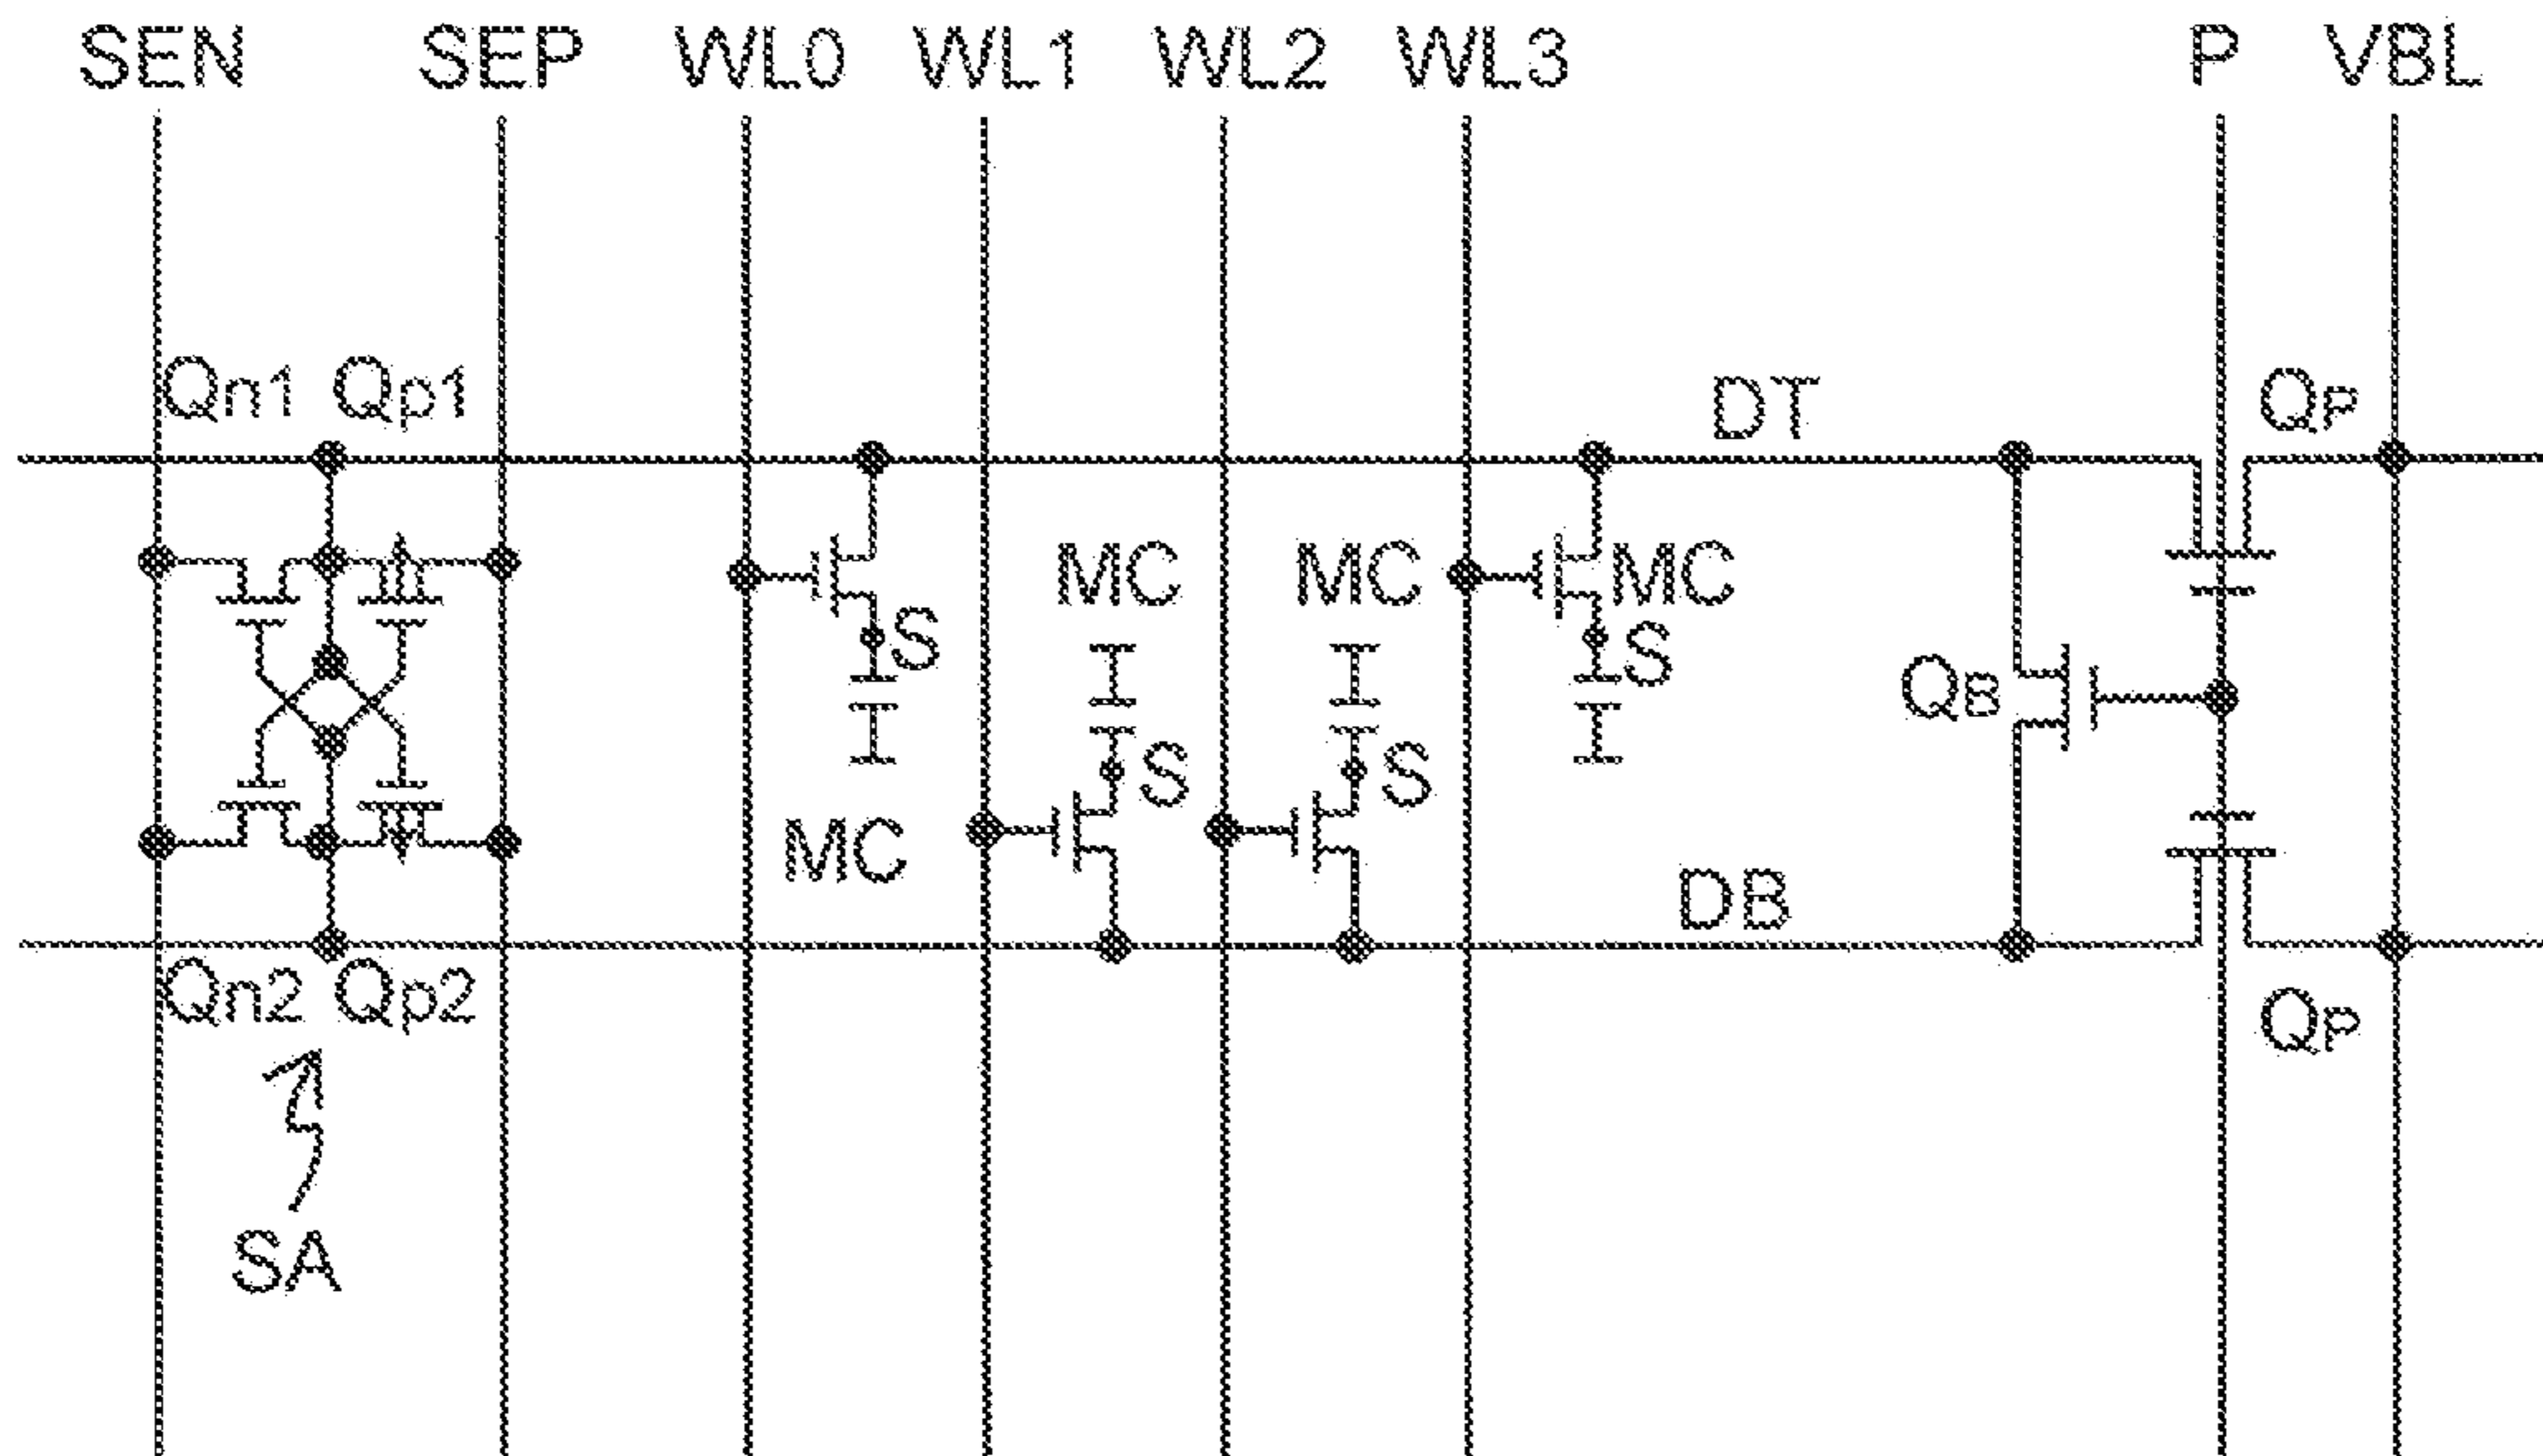 SEN SEP WL0 WL1 WL2 WL3 P VBL
Qn1 Qp1 DT QP
MC MC MC
S S
QB
S S
MC
DB
Qn2 Qp2 QP
SA